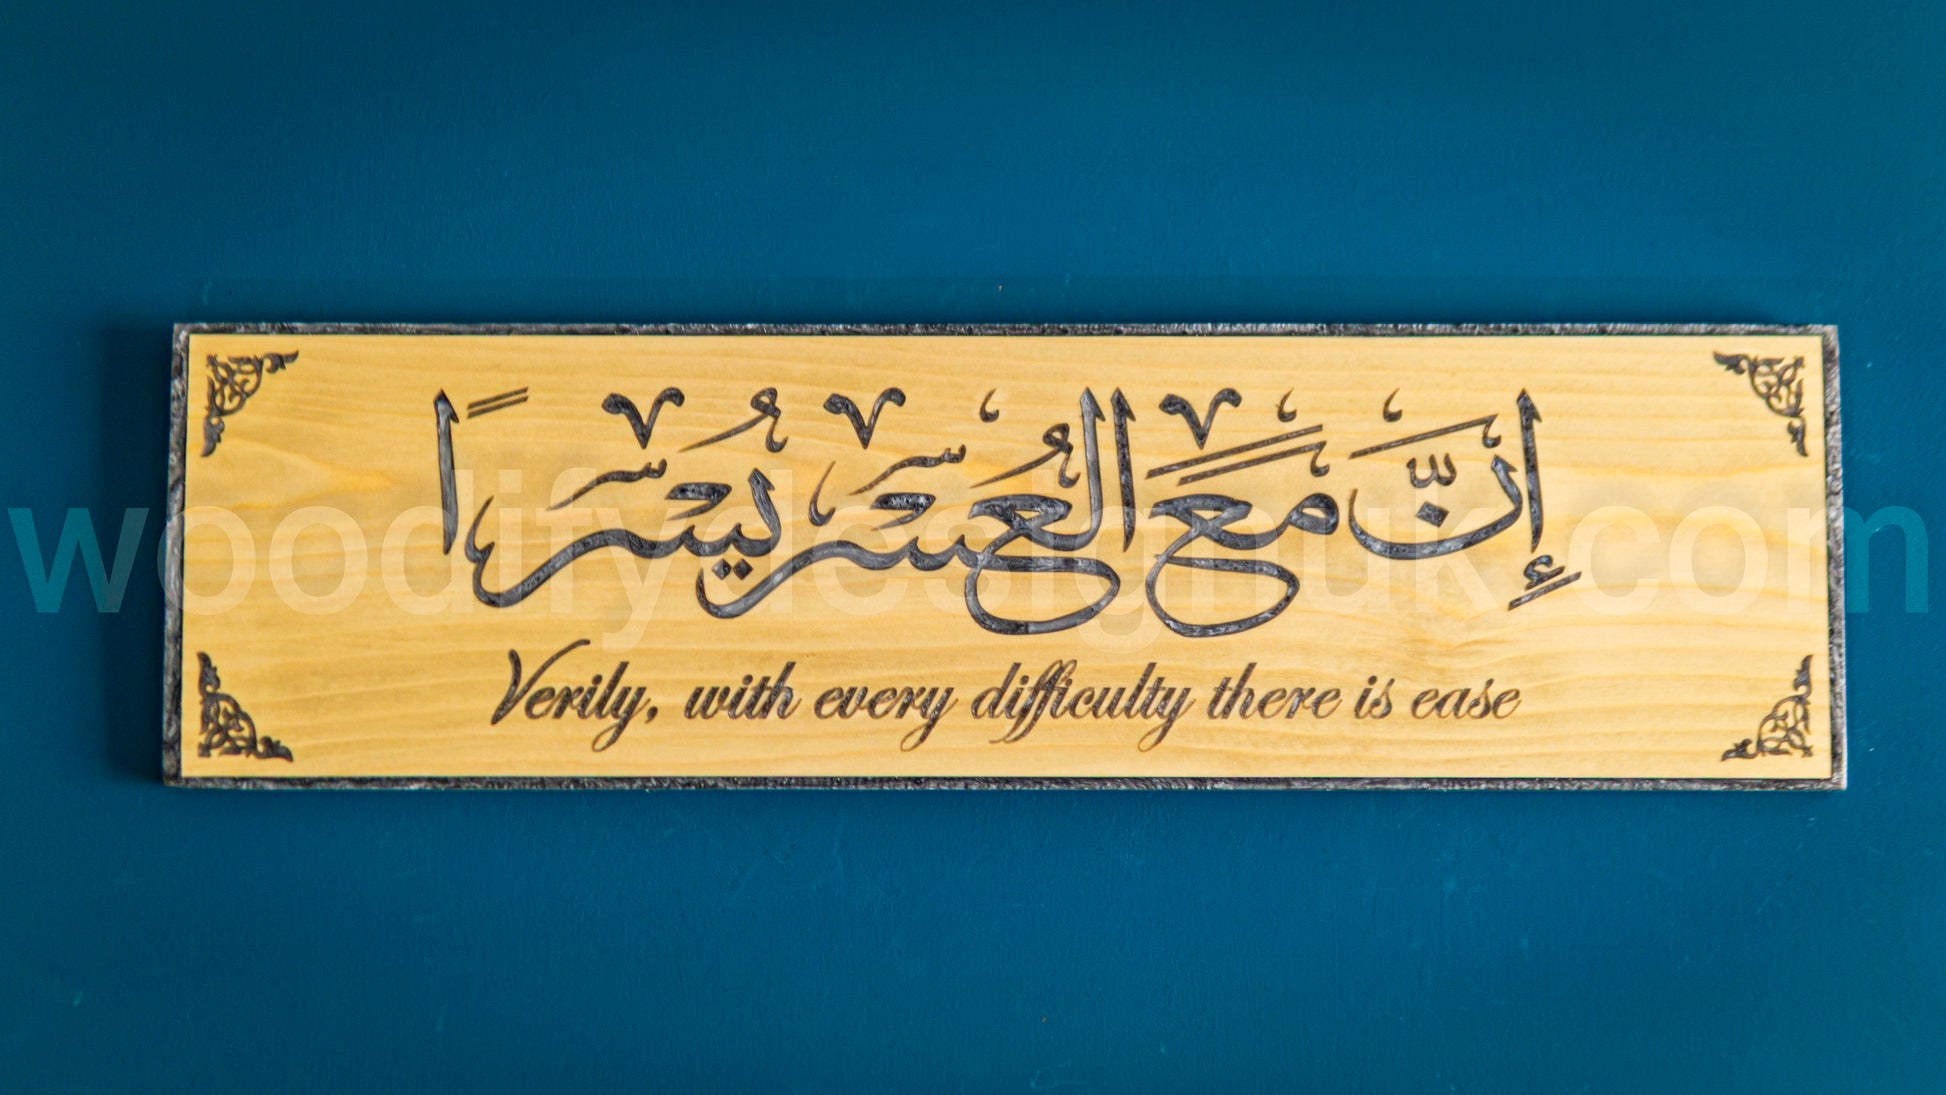 إِنَّ مَعَ الْعُسْرِ يُسْرًا
Verily, with every difficulty there is ease
woodifydesignuk.com